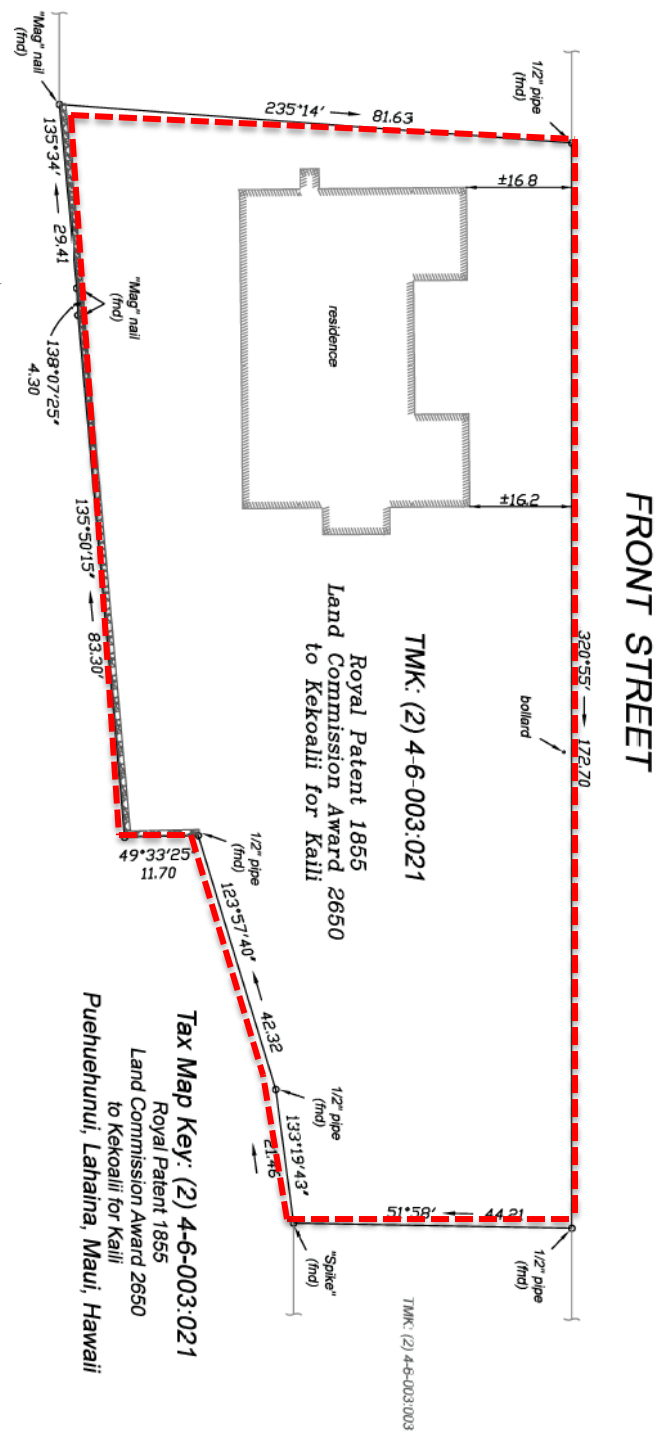 FRONT STREET
"Mag" nail
(fnd)
235°14' 81.63
1/2" pipe
(fnd)
±16.8
residence
±16.2
320°55' 172.70
bollard
135°34' 29.41
"Mag" nail
(fnd)
138°07'25"
4.30
135°50'15" 83.30'
TMK: (2) 4-6-003:021
Royal Patent 1855
Land Commission Award 2650
to Kekoalii for Kaili
49°33'25"
11.70
1/2" pipe
(fnd)
123°57'40" 42.32
1/2" pipe
(fnd)
133°19'43"
21.46
51°58' 44.21
"Spike"
(fnd)
1/2" pipe
(fnd)
TMK: (2) 4-6-003:003
Tax Map Key: (2) 4-6-003:021
Royal Patent 1855
Land Commission Award 2650
to Kekoalii for Kaili
Puehuehunui, Lahaina, Maui, Hawaii